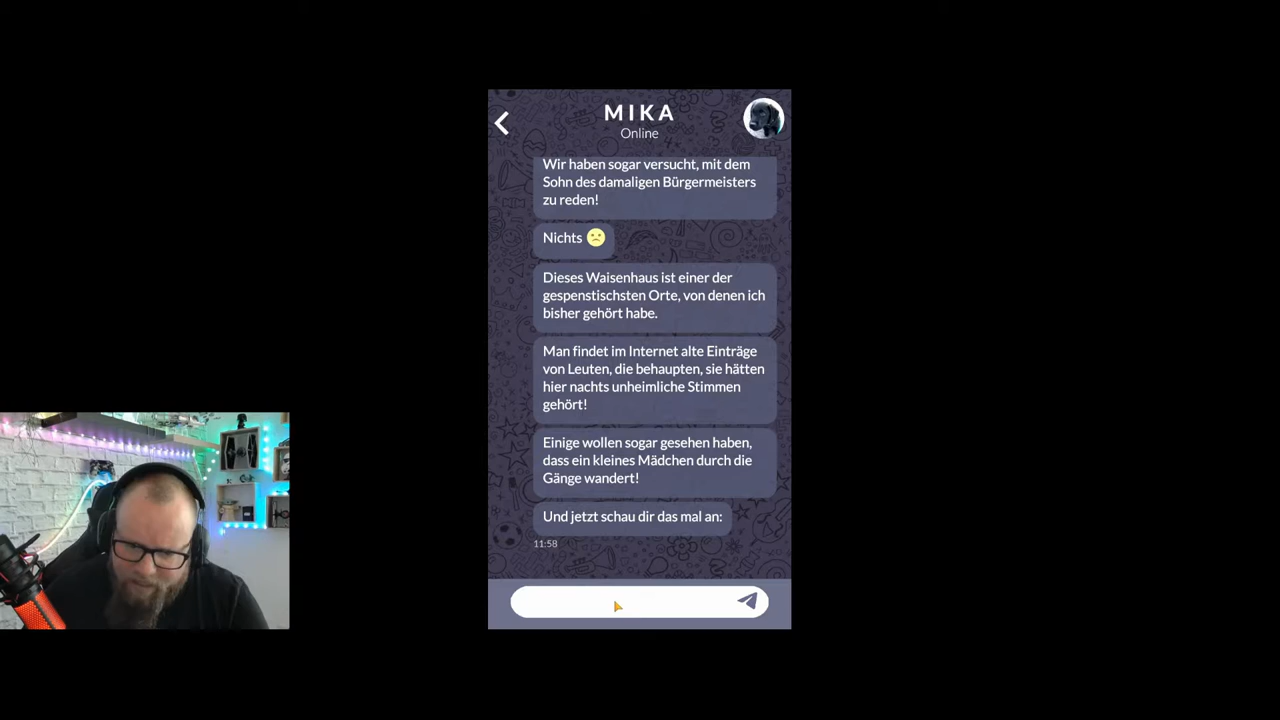 MIKA
Online
Wir haben sogar versucht, mit dem
Sohn des damaligen Bürgermeisters
zu reden!
Nichts 🙁
Dieses Waisenhaus ist einer der
gespenstischsten Orte, von denen ich
bisher gehört habe.
Man findet im Internet alte Einträge
von Leuten, die behaupten, sie hätten
hier nachts unheimliche Stimmen
gehört!
Einige wollen sogar gesehen haben,
dass ein kleines Mädchen durch die
Gänge wandert!
Und jetzt schau dir das mal an:
11:58